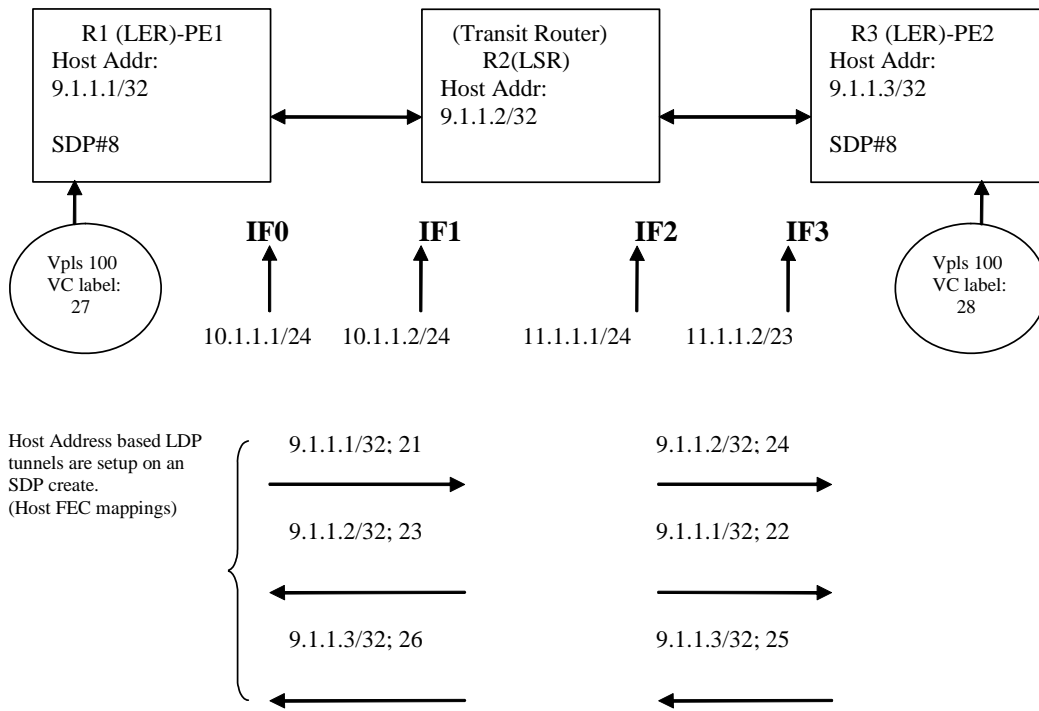 R1 (LER)-PE1
Host Addr:
9.1.1.1/32
SDP#8
(Transit Router)
R2(LSR)
Host Addr:
9.1.1.2/32
R3 (LER)-PE2
Host Addr:
9.1.1.3/32
SDP#8
Vpls 100
VC label:
27
IF0
IF1
IF2
IF3
Vpls 100
VC label:
28
10.1.1.1/24
10.1.1.2/24
11.1.1.1/24
11.1.1.2/23
Host Address based LDP
tunnels are setup on an
SDP create.
(Host FEC mappings)
9.1.1.1/32; 21
9.1.1.2/32; 24
9.1.1.2/32; 23
9.1.1.1/32; 22
9.1.1.3/32; 26
9.1.1.3/32; 25